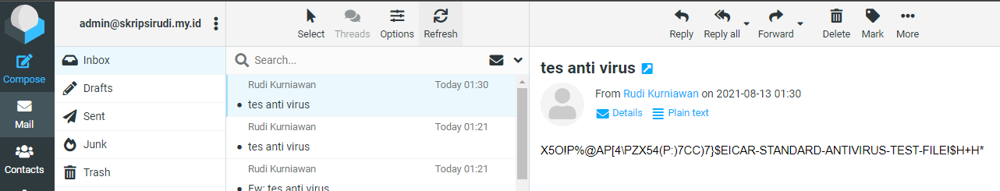 admin@skripsirudi.my.id
Select
Threads
Options
Refresh
Reply
Reply all
Forward
Delete
Mark
More
Compose
Mail
Contacts
Inbox
Drafts
Sent
Junk
Trash
Search...
Rudi Kurniawan Today 01:30
tes anti virus
Rudi Kurniawan Today 01:21
tes anti virus
Rudi Kurniawan Today 01:21
Fw: tes anti virus
tes anti virus
From Rudi Kurniawan on 2021-08-13 01:30
Details Plain text
X5O!P%@AP[4\PZX54(P:)7CC)7}$EICAR-STANDARD-ANTIVIRUS-TEST-FILE!$H+H*